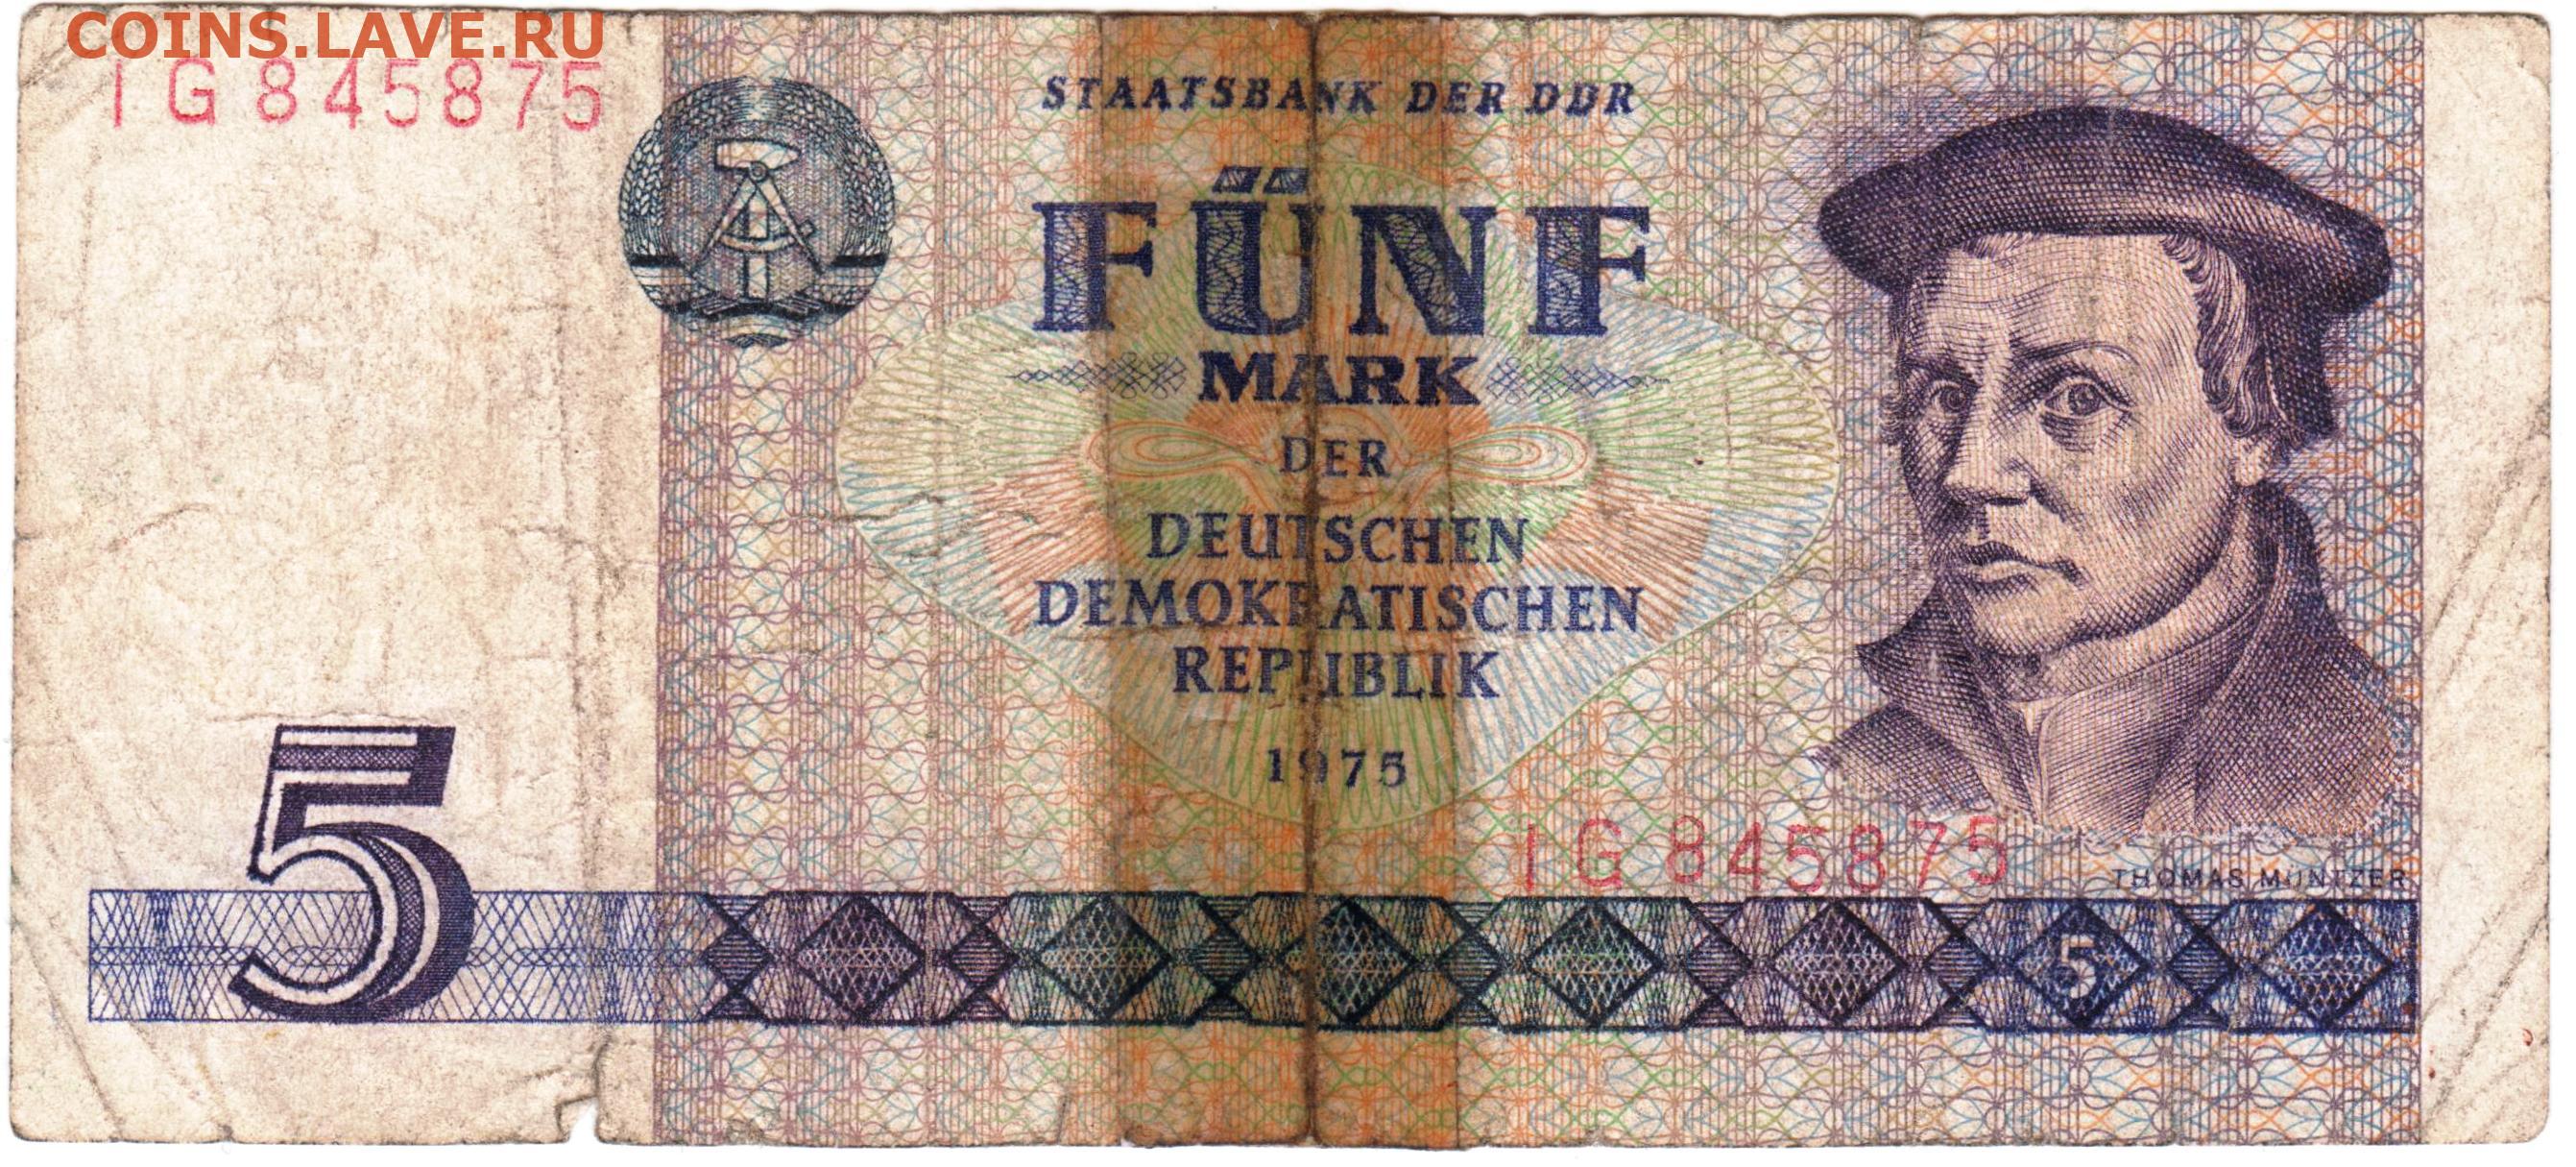 COINS.LAVE.RU
IG 845875
STAATSBANK DER DDR
FÜNF
MARK
DER
DEUTSCHEN
DEMOKRATISCHEN
REPUBLIK
1975
IG 845875
THOMAS MÜNTZER
5
5